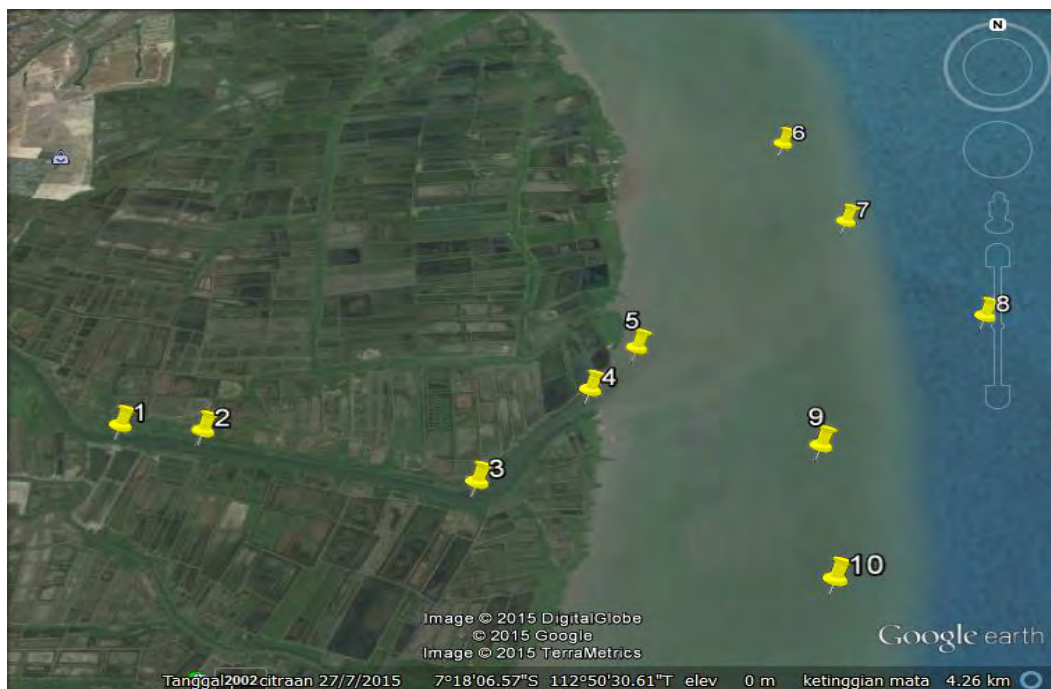 N
6
7
8
5
4
1
2
9
3
10
Image © 2015 DigitalGlobe
© 2015 Google
Image © 2015 TerraMetrics
Google earth
2002
Tanggal citraan 27/7/2015 7°18'06.57"S 112°50'30.61"T elev 0 m ketinggian mata 4.26 km